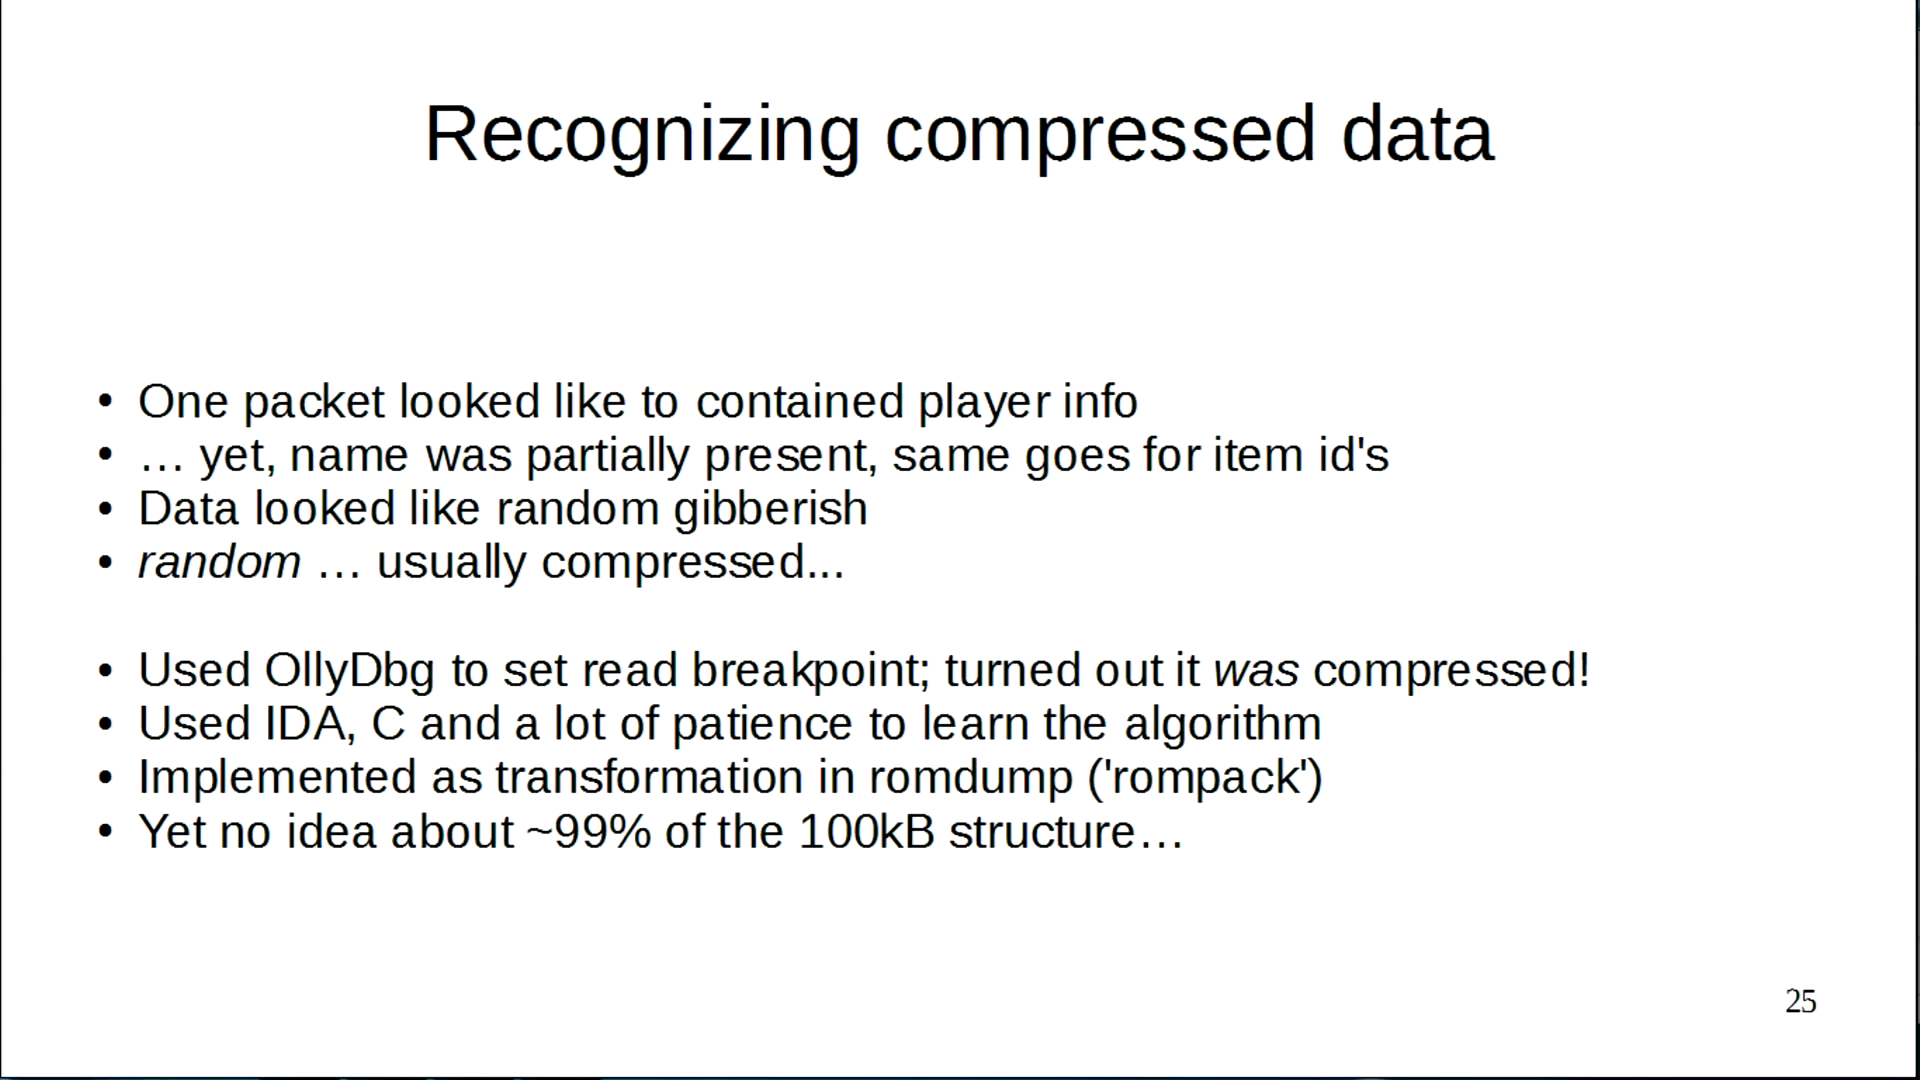 Recognizing compressed data
• One packet looked like to contained player info
• … yet, name was partially present, same goes for item id's
• Data looked like random gibberish
• random … usually compressed...
• Used OllyDbg to set read breakpoint; turned out it was compressed!
• Used IDA, C and a lot of patience to learn the algorithm
• Implemented as transformation in romdump ('rompack')
• Yet no idea about ~99% of the 100kB structure…
25